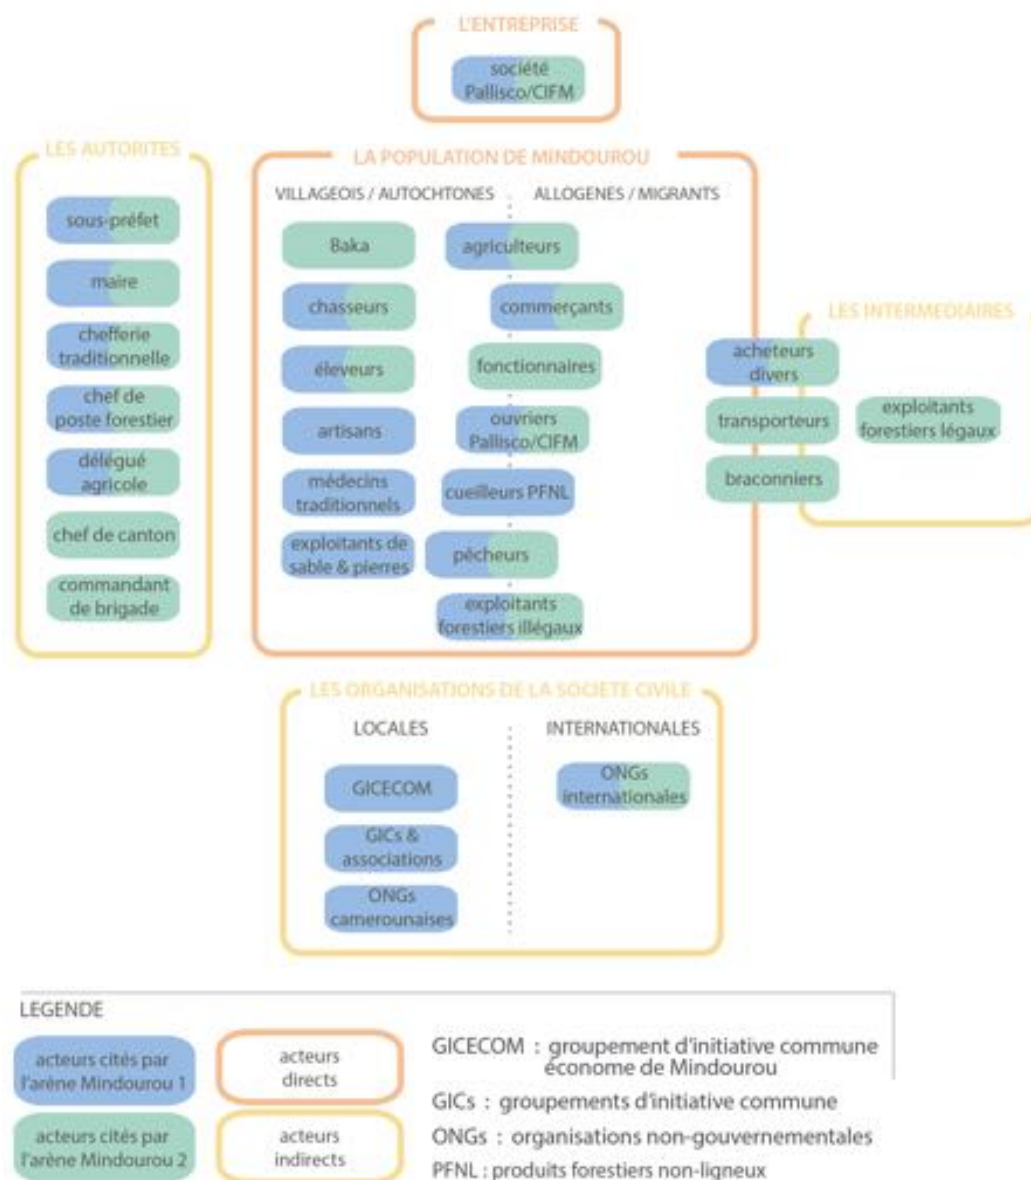 L'ENTREPRISE
société
Pallisco/CIFM
LES AUTORITES
sous-préfet
maire
chefferie
traditionnelle
chef de
poste forestier
délégué
agricole
chef de canton
commandant
de brigade
LA POPULATION DE MINDOUROU
VILLAGEOIS / AUTOCHTONES
ALLOGENES / MIGRANTS
Baka
agriculteurs
chasseurs
commerçants
éleveurs
fonctionnaires
artisans
ouvriers
Pallisco/CIFM
médecins
traditionnels
cueilleurs PFNL
exploitants de
sable & pierres
pêcheurs
exploitants
forestiers illégaux
LES INTERMEDIAIRES
acheteurs
divers
transporteurs
exploitants
forestiers légaux
braconniers
LES ORGANISATIONS DE LA SOCIETE CIVILE
LOCALES
INTERNATIONALES
GICECOM
ONGs
internationales
GICs &
associations
ONGs
camerounaises
LEGENDE
acteurs cités par
l'arène Mindourou 1
acteurs
directs
acteurs cités par
l'arène Mindourou 2
acteurs
indirects
GICECOM : groupement d'initiative commune
économe de Mindourou
GICs : groupements d'initiative commune
ONGs : organisations non-gouvernementales
PFNL : produits forestiers non-ligneux